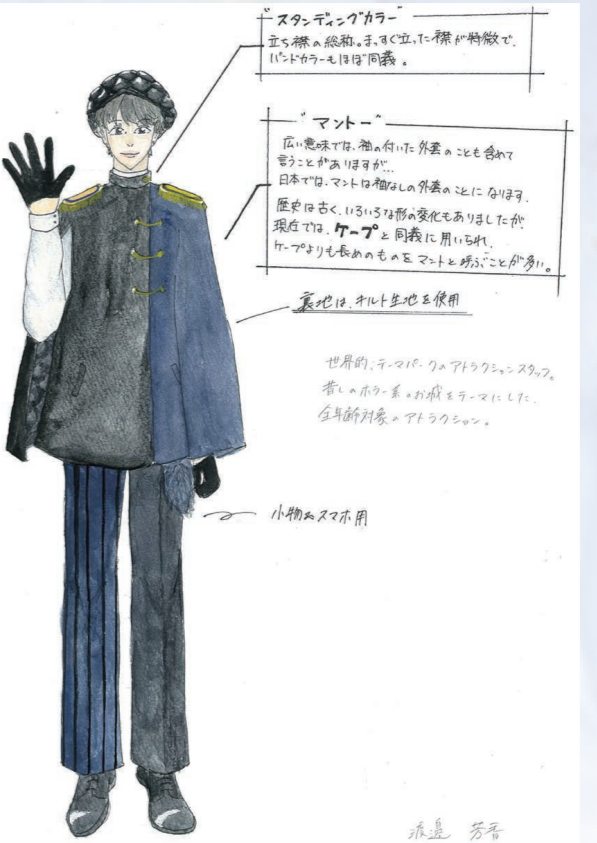 "スタンディングカラー"
立ち襟の総称。まっすぐ立った襟が特徴で、
バンドカラーもほぼ同義。
"マントー"
広い意味では、袖の付いた外套のことも含めて
言うことがありますが…
日本では、マントは袖なしの外套のことになります。
歴史は古く、いろいろな形の変化もありましたが、
現在では、ケープと同義に用いられ、
ケープよりも長めのものをマントと呼ぶことが多い。
裏地は、キルト生地を使用
世界的、テーマパークのアトラクションスタッフ。
昔しのホラー系のお城をテーマにした、
全年齢対象のアトラクション。
小物&スマホ用
渡邉 芳香